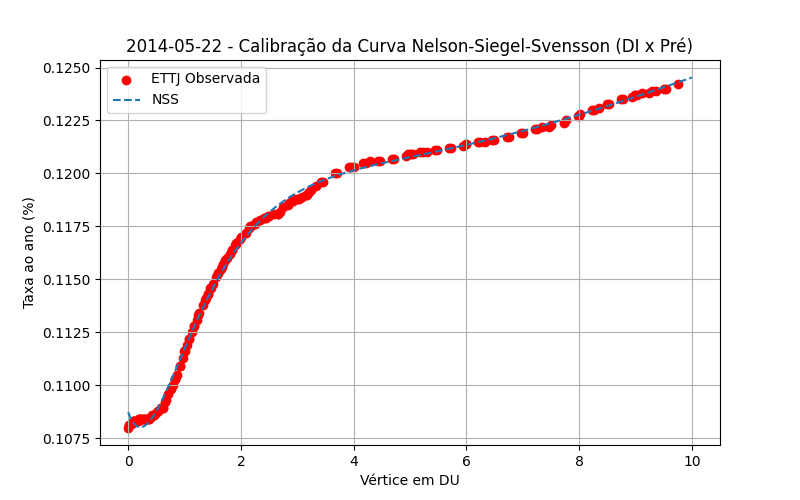 2014-05-22 - Calibração da Curva Nelson-Siegel-Svensson (DI x Pré)
ETTJ Observada
NSS
Taxa ao ano (%)
0.1250
0.1225
0.1200
0.1175
0.1150
0.1125
0.1100
0.1075
0 2 4 6 8 10
Vértice em DU